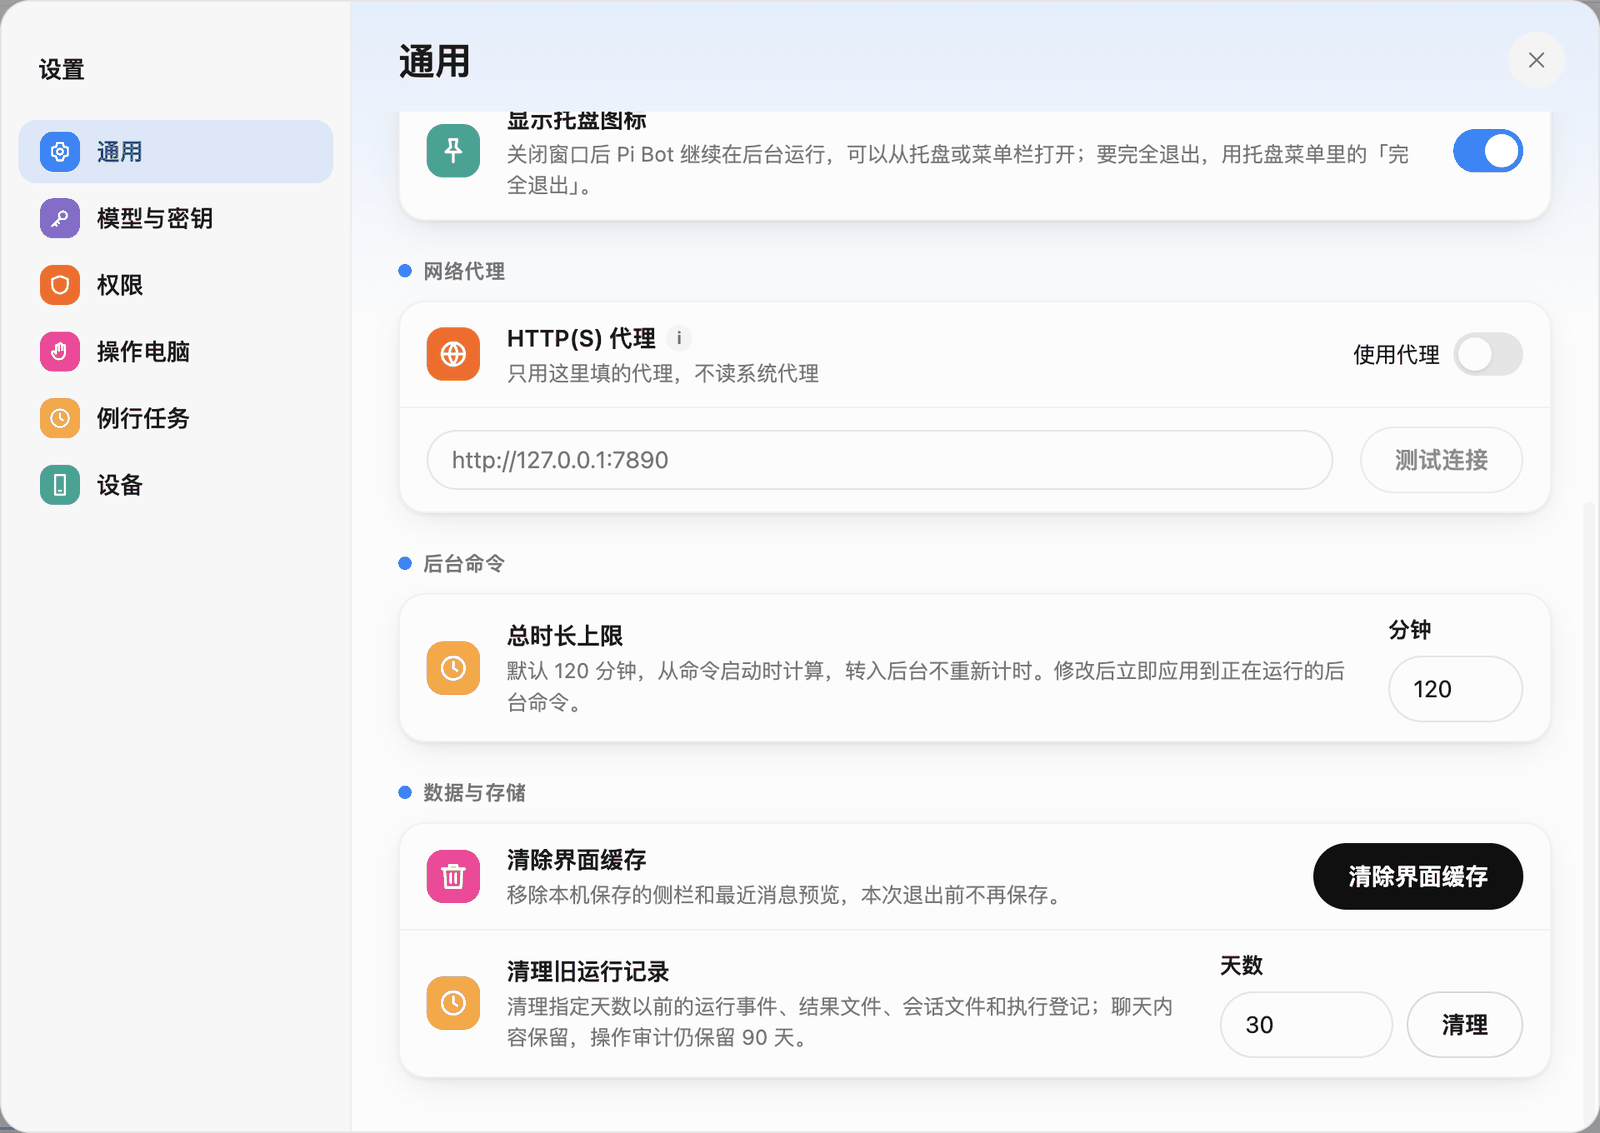 设置
通用
模型与密钥
权限
操作电脑
例行任务
设备
通用
显示托盘图标
关闭窗口后 Pi Bot 继续在后台运行，可以从托盘或菜单栏打开；要完全退出，用托盘菜单里的「完
全退出」。
网络代理
HTTP(S) 代理 i
只用这里填的代理，不读系统代理
使用代理
http://127.0.0.1:7890
测试连接
后台命令
总时长上限
默认 120 分钟，从命令启动时计算，转入后台不重新计时。修改后立即应用到正在运行的后
台命令。
分钟
120
数据与存储
清除界面缓存
移除本机保存的侧栏和最近消息预览，本次退出前不再保存。
清除界面缓存
清理旧运行记录
清理指定天数以前的运行事件、结果文件、会话文件和执行登记；聊天内
容保留，操作审计仍保留 90 天。
天数
30
清理